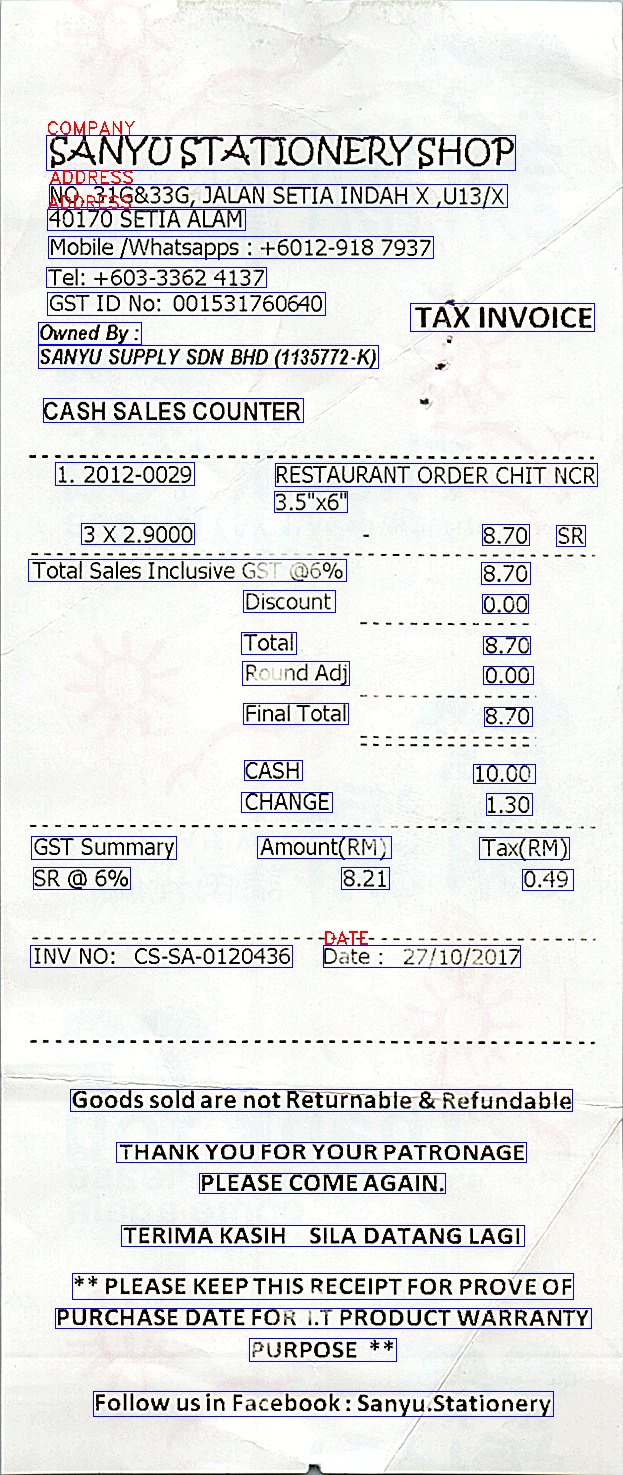 COMPANY
SANYU STATIONERY SHOP
ADDRESS
NO. 31G&33G, JALAN SETIA INDAH X ,U13/X
ADDRESS
40170 SETIA ALAM
Mobile /Whatsapps : +6012-918 7937
Tel: +603-3362 4137
GST ID No: 001531760640
TAX INVOICE
Owned By :
SANYU SUPPLY SDN BHD (1135772-K)
CASH SALES COUNTER
1. 2012-0029 RESTAURANT ORDER CHIT NCR
3.5"x6"
3 X 2.9000 - 8.70 SR
Total Sales Inclusive GST @6% 8.70
Discount 0.00
Total 8.70
Round Adj 0.00
Final Total 8.70
CASH 10.00
CHANGE 1.30
GST Summary Amount(RM) Tax(RM)
SR @ 6% 8.21 0.49
DATE
INV NO: CS-SA-0120436 Date : 27/10/2017
Goods sold are not Returnable & Refundable
THANK YOU FOR YOUR PATRONAGE
PLEASE COME AGAIN.
TERIMA KASIH SILA DATANG LAGI
** PLEASE KEEP THIS RECEIPT FOR PROVE OF
PURCHASE DATE FOR I.T PRODUCT WARRANTY
PURPOSE **
Follow us in Facebook : Sanyu.Stationery